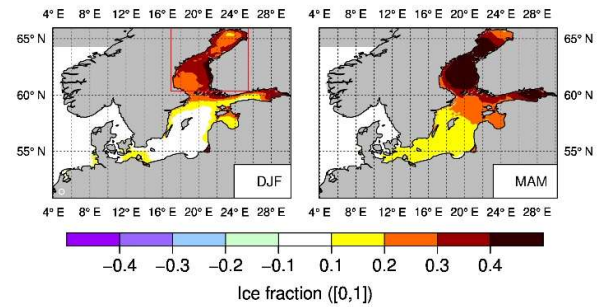 4° E 8° E 12° E 16° E 20° E 24° E 28° E 4° E 8° E 12° E 16° E 20° E 24° E 28° E
65° N 65° N
60° N 60° N
55° N 55° N
DJF MAM
4° E 8° E 12° E 16° E 20° E 24° E 28° E 4° E 8° E 12° E 16° E 20° E 24° E 28° E
−0.4 −0.3 −0.2 −0.1 0.1 0.2 0.3 0.4
Ice fraction ([0,1])